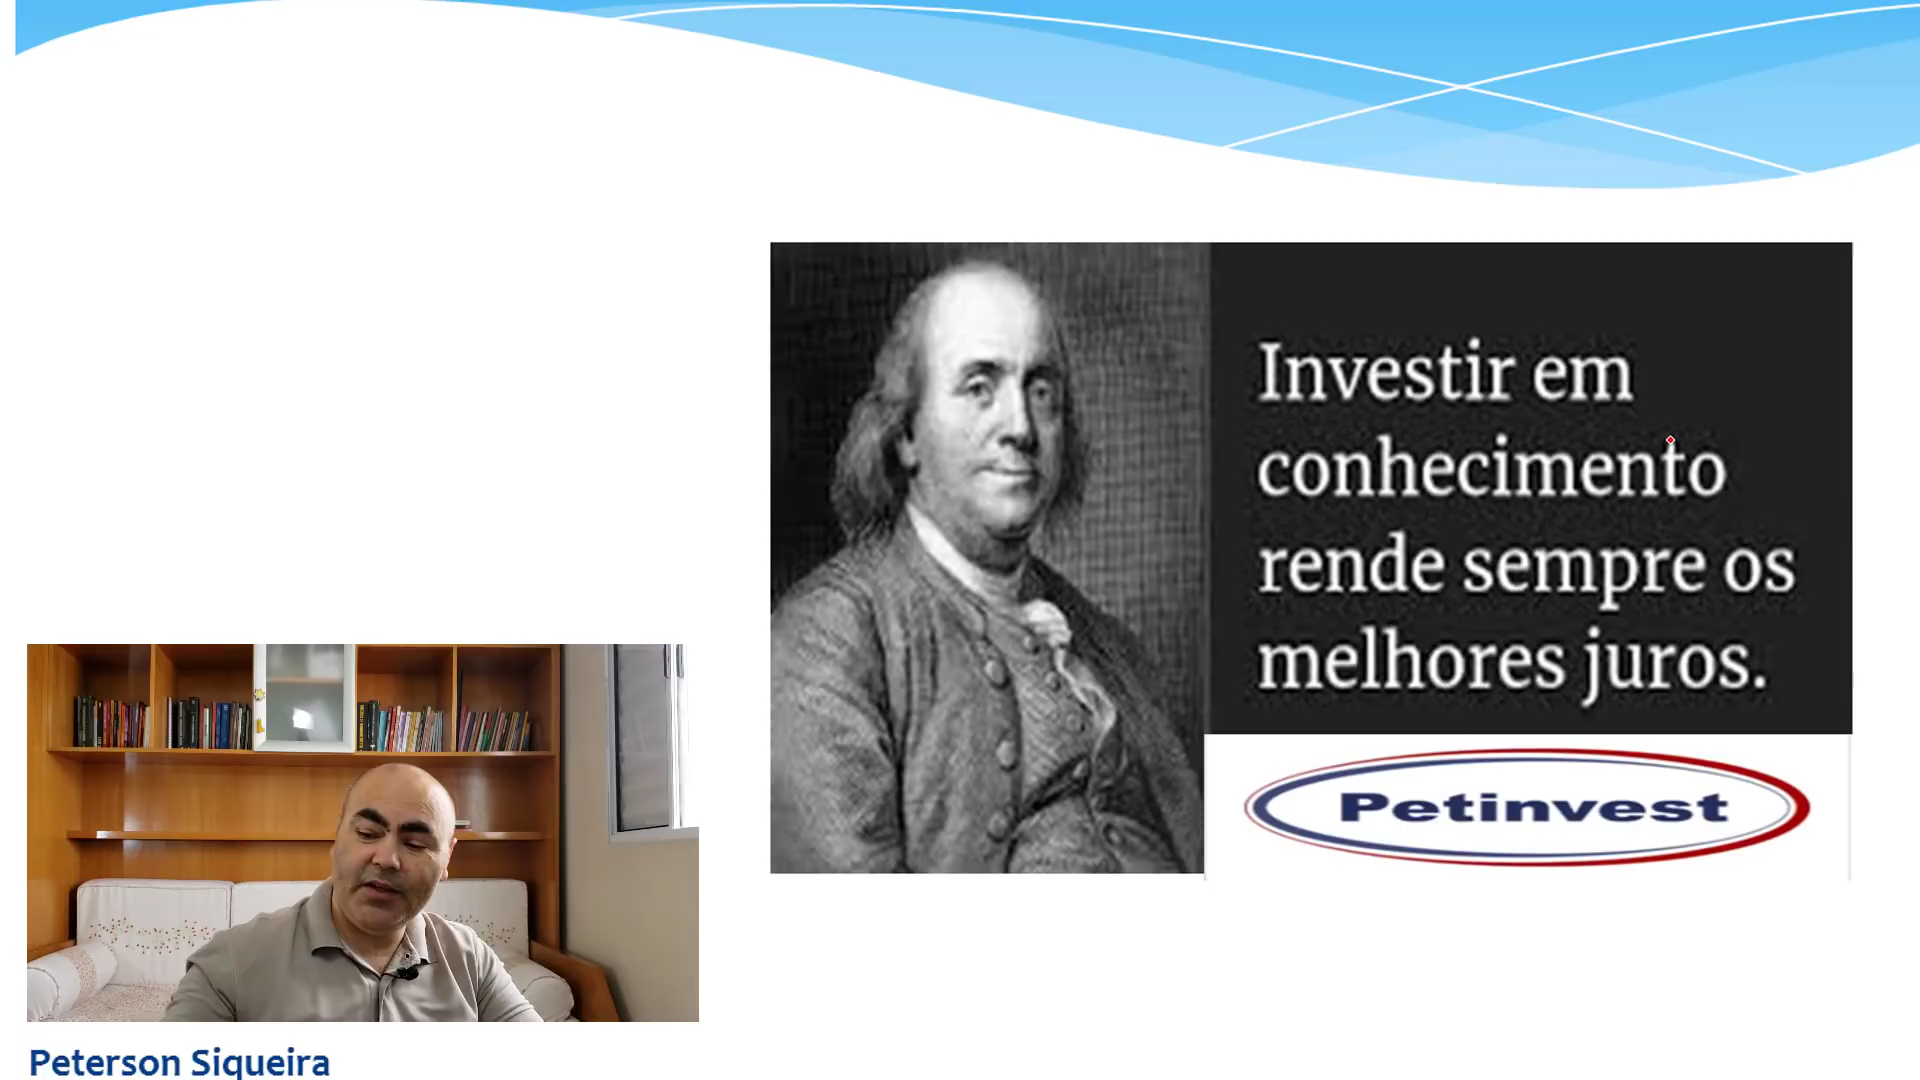 Investir em
conhecimento
rende sempre os
melhores juros.
Petinvest
Peterson Siqueira